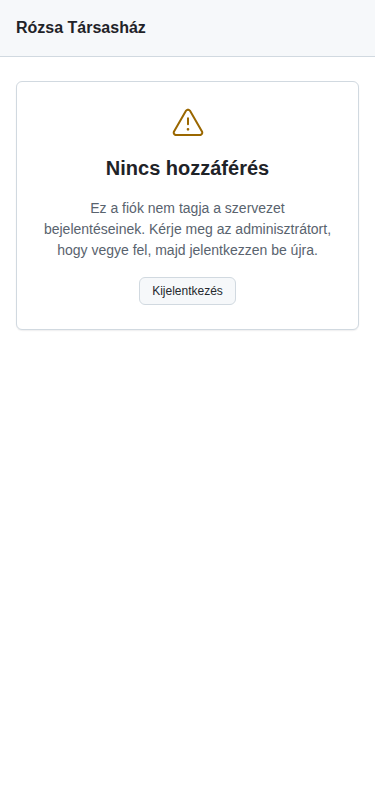 Rózsa Társasház
Nincs hozzáférés
Ez a fiók nem tagja a szervezet
bejelentéseinek. Kérje meg az adminisztrátort,
hogy vegye fel, majd jelentkezzen be újra.
Kijelentkezés